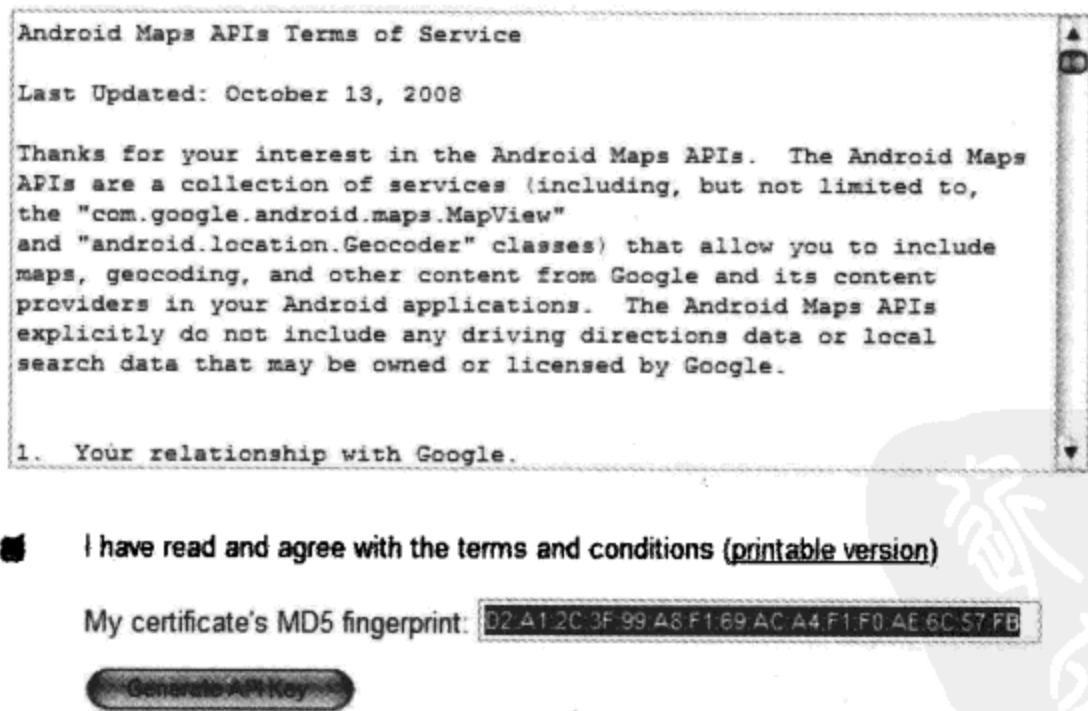 Android Maps APIs Terms of Service
Last Updated: October 13, 2008
Thanks for your interest in the Android Maps APIs.  The Android Maps
APIs are a collection of services (including, but not limited to,
the "com.google.android.maps.MapView"
and "android.location.Geocoder" classes) that allow you to include
maps, geocoding, and other content from Google and its content
providers in your Android applications.  The Android Maps APIs
explicitly do not include any driving directions data or local
search data that may be owned or licensed by Google.
1.  Your relationship with Google.
I have read and agree with the terms and conditions (printable version)
My certificate's MD5 fingerprint: D2:A1:2C:3F:99:A8:F1:69:AC:A4:F1:F0:AE:6C:57:FB
Generate API Key